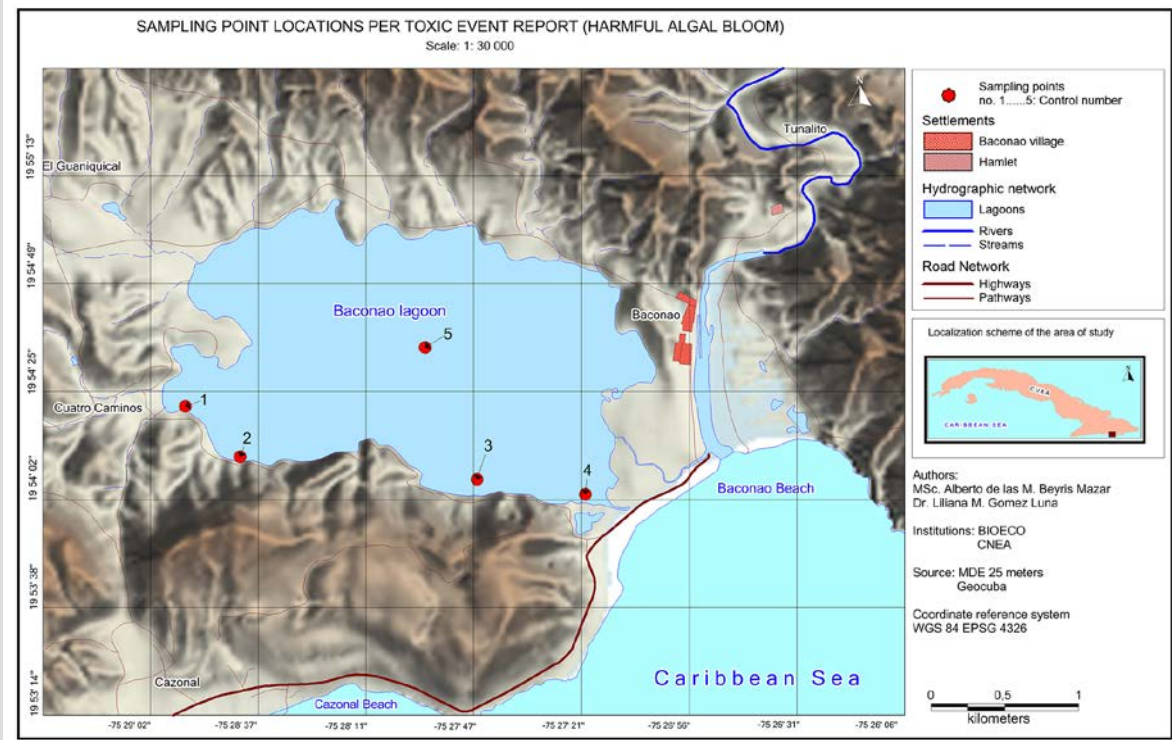 SAMPLING POINT LOCATIONS PER TOXIC EVENT REPORT (HARMFUL ALGAL BLOOM)
Scale: 1: 30 000
N
Tunalito
El Guaniquical
Baconao lagoon
Baconao
5
Cuatro Caminos
1
2
3
4
Baconao Beach
Caribbean Sea
Cazonal
Cazonal Beach
19 55' 13"
19 54' 49"
19 54' 25"
19 54' 02"
19 53' 38"
19 53' 14"
-75 29' 02"
-75 28' 37"
-75 28' 11"
-75 27' 47"
-75 27' 21"
-75 26' 56"
-75 26' 31"
-75 26' 06"
Sampling points
no. 1......5: Control number
Settlements
Baconao village
Hamlet
Hydrographic network
Lagoons
Rivers
Streams
Road Network
Highways
Pathways
Localization scheme of the area of study
N
CUBA
CARIBBEAN SEA
Authors:
MSc. Alberto de las M. Beyris Mazar
Dr. Liliana M. Gomez Luna
Institutions: BIOECO
CNEA
Source: MDE 25 meters
Geocuba
Coordinate reference system
WGS 84 EPSG 4326
0 0,5 1
kilometers